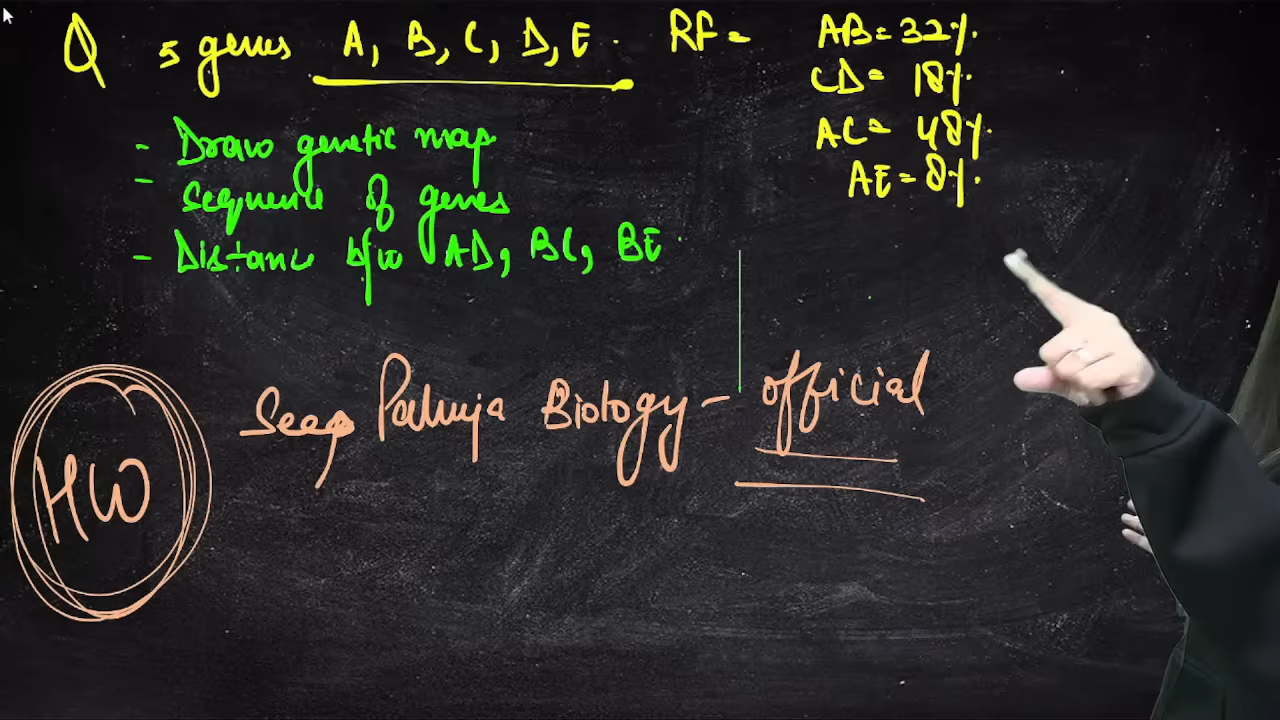 Q 5 genes A, B, C, D, E. RF = AB = 32%.
CD = 18%.
AC = 48%.
AE = 8%.
- Draw genetic map
- Sequence of genes
- Distance b/w AD, BC, BE.
HW
Pahuja Biology - official